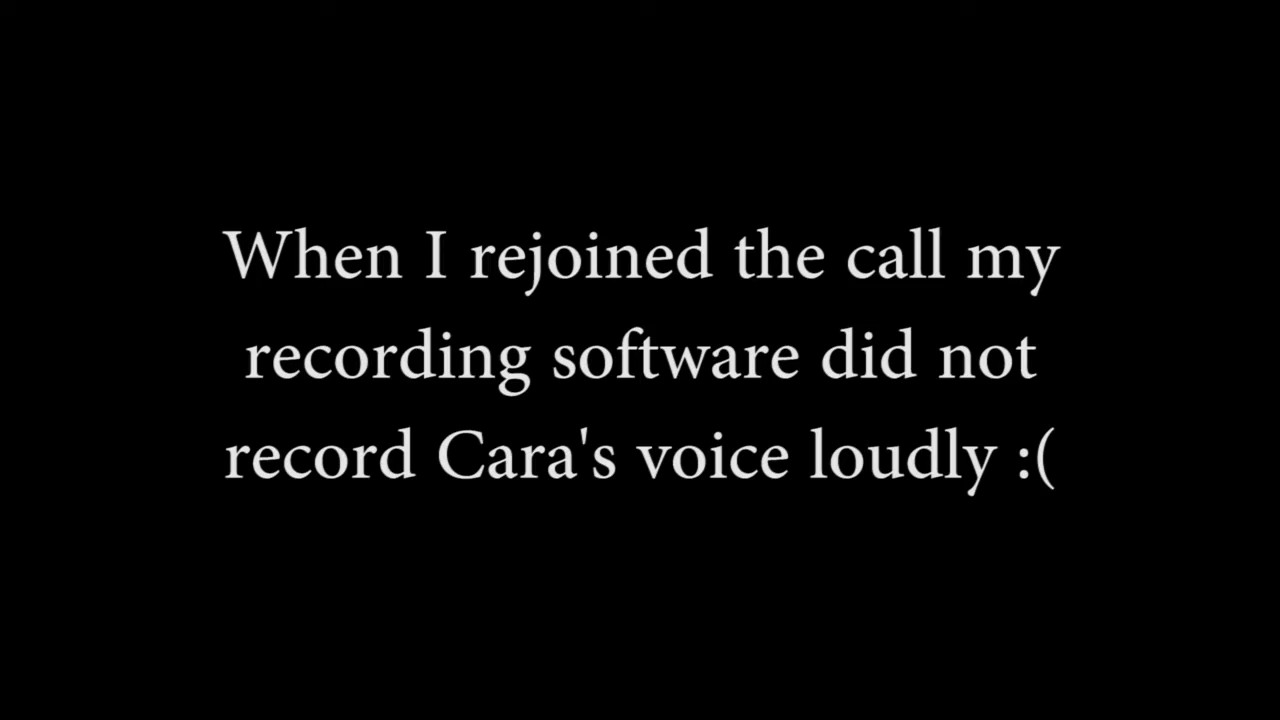 When I rejoined the call my
recording software did not
record Cara's voice loudly :(